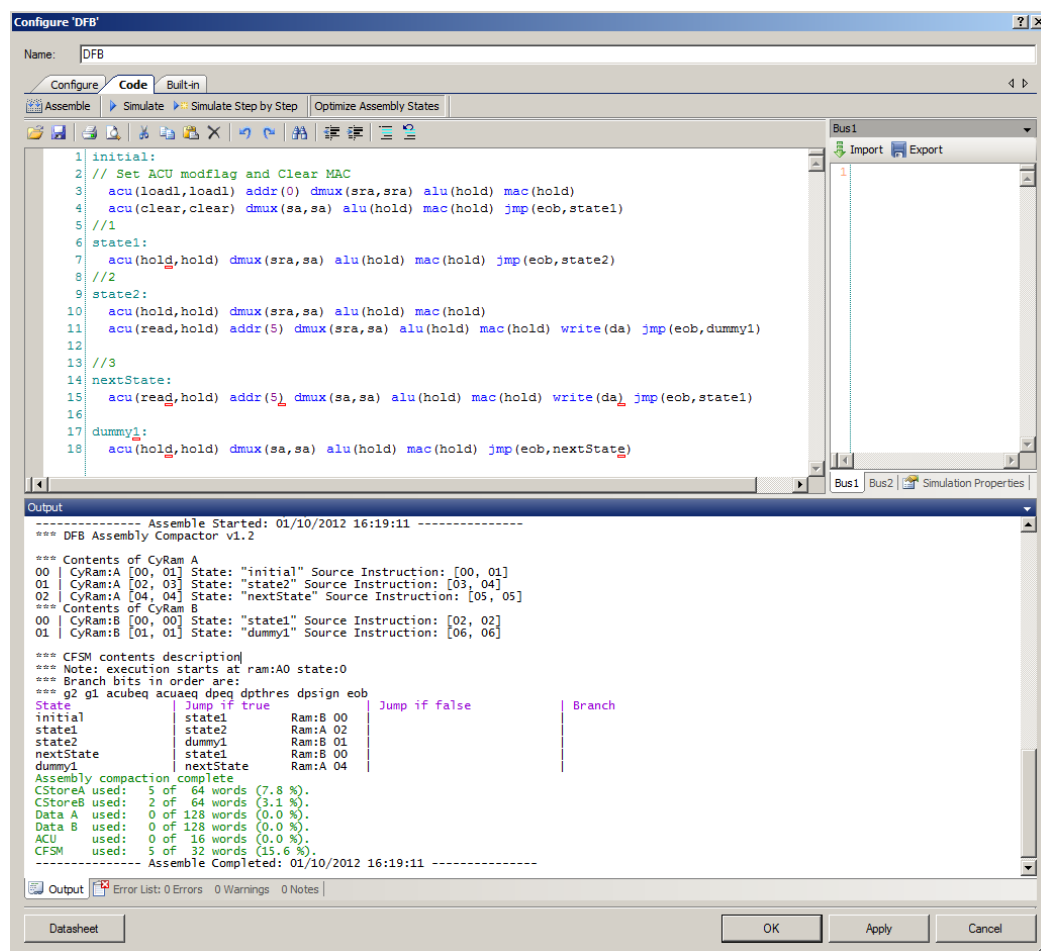 Configure 'DFB'
Name: DFB
Configure Code Built-in
Assemble Simulate Simulate Step by Step Optimize Assembly States
Bus1
Import Export
1
1 initial:
2 // Set ACU modflag and Clear MAC
3 acu(loadl,loadl) addr(0) dmux(sra,sra) alu(hold) mac(hold)
4 acu(clear,clear) dmux(sa,sa) alu(hold) mac(hold) jmp(eob,state1)
5 //1
6 state1:
7 acu(hold,hold) dmux(sra,sa) alu(hold) mac(hold) jmp(eob,state2)
8 //2
9 state2:
10 acu(hold,hold) dmux(sra,sa) alu(hold) mac(hold)
11 acu(read,hold) addr(5) dmux(sra,sa) alu(hold) mac(hold) write(da) jmp(eob,dummy1)
12
13 //3
14 nextState:
15 acu(read,hold) addr(5) dmux(sa,sa) alu(hold) mac(hold) write(da) jmp(eob,state1)
16
17 dummy1:
18 acu(hold,hold) dmux(sa,sa) alu(hold) mac(hold) jmp(eob,nextState)
Bus1 Bus2 Simulation Properties
Output
--------------- Assemble Started: 01/10/2012 16:19:11 ---------------
*** DFB Assembly Compactor v1.2
*** Contents of CyRam A
00 | CyRam:A [00, 01] State: "initial" Source Instruction: [00, 01]
01 | CyRam:A [02, 03] State: "state2" Source Instruction: [03, 04]
02 | CyRam:A [04, 04] State: "nextState" Source Instruction: [05, 05]
*** Contents of CyRam B
00 | CyRam:B [00, 00] State: "state1" Source Instruction: [02, 02]
01 | CyRam:B [01, 01] State: "dummy1" Source Instruction: [06, 06]
*** CFSM contents description
*** Note: execution starts at ram:A0 state:0
*** Branch bits in order are:
*** g2 g1 acubeq acuaeq dpeq dpthres dpsign eob
State | Jump if true | Jump if false | Branch
initial | state1 Ram:B 00 | |
state1 | state2 Ram:A 02 | |
state2 | dummy1 Ram:B 01 | |
nextState | state1 Ram:B 00 | |
dummy1 | nextState Ram:A 04 | |
Assembly compaction complete
CStoreA used: 5 of 64 words (7.8 %).
CStoreB used: 2 of 64 words (3.1 %).
Data A used: 0 of 128 words (0.0 %).
Data B used: 0 of 128 words (0.0 %).
ACU used: 0 of 16 words (0.0 %).
CFSM used: 5 of 32 words (15.6 %).
--------------- Assemble Completed: 01/10/2012 16:19:11 ---------------
Output Error List: 0 Errors 0 Warnings 0 Notes
Datasheet OK Apply Cancel